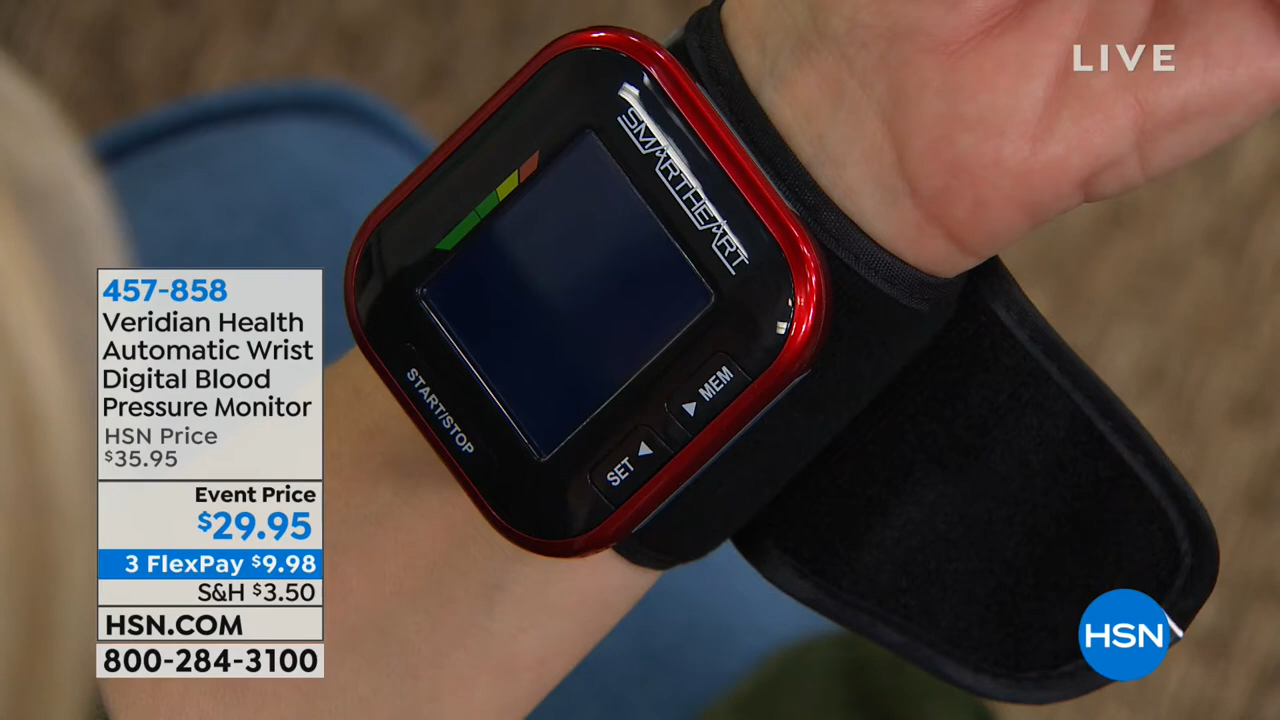 LIVE
SMARTHEART
START/STOP
SET ◀
▶ MEM
457-858
Veridian Health
Automatic Wrist
Digital Blood
Pressure Monitor
HSN Price
$35.95
Event Price
$29.95
3 FlexPay $9.98
S&H $3.50
HSN.COM
800-284-3100
HSN